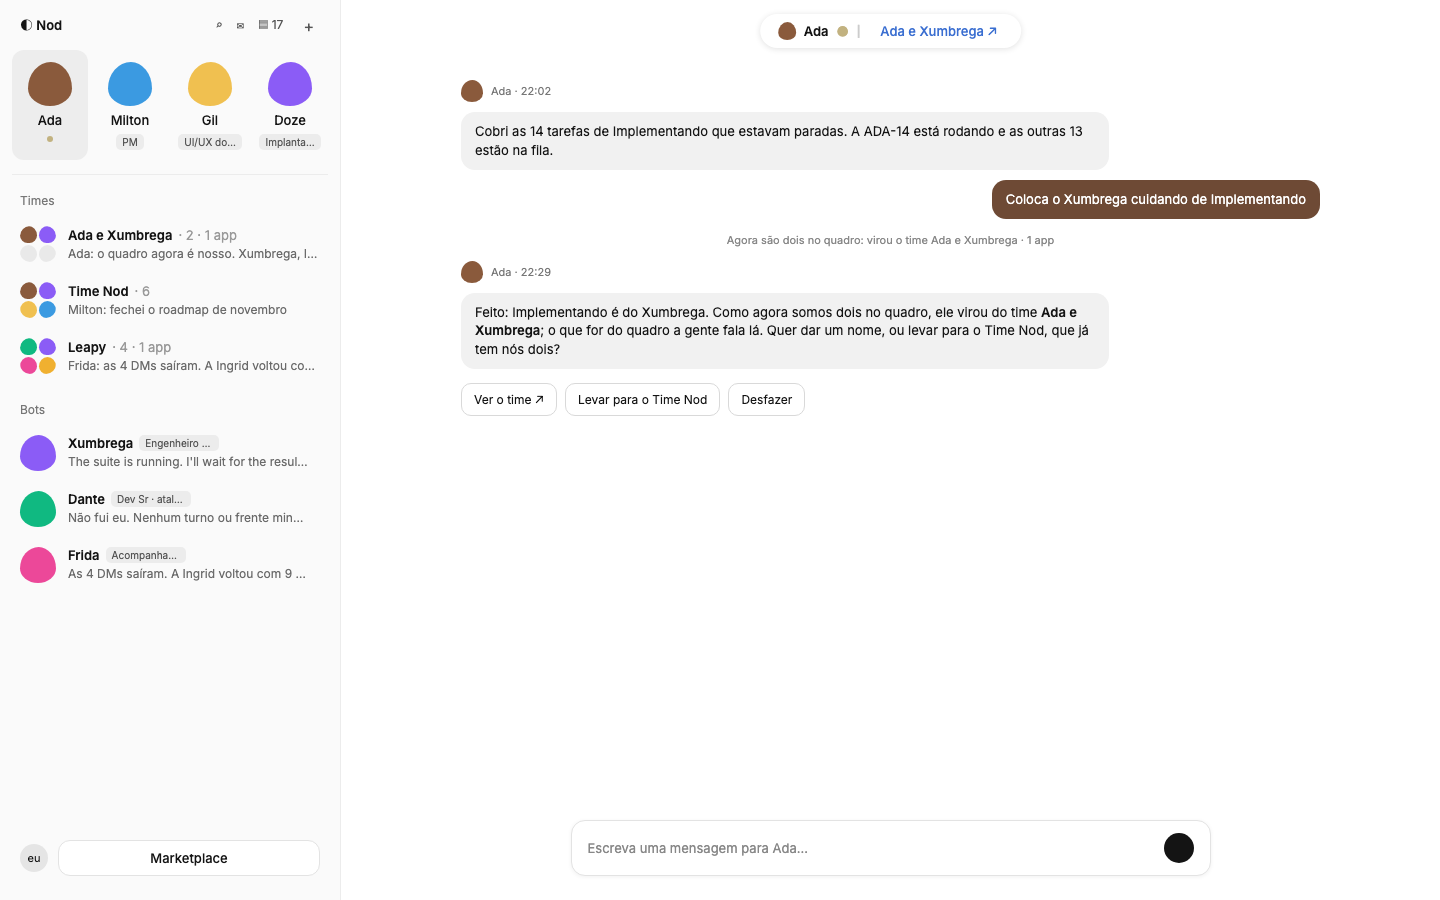 Nod
17
+
Ada
Milton
PM
Gil
UI/UX do...
Doze
Implanta...
Times
Ada e Xumbrega · 2 · 1 app
Ada: o quadro agora é nosso. Xumbrega, l...
Time Nod · 6
Milton: fechei o roadmap de novembro
Leapy · 4 · 1 app
Frida: as 4 DMs saíram. A Ingrid voltou co...
Bots
Xumbrega Engenheiro ...
The suite is running. I'll wait for the resul...
Dante Dev Sr · atal...
Não fui eu. Nenhum turno ou frente min...
Frida Acompanha...
As 4 DMs saíram. A Ingrid voltou com 9 ...
eu
Marketplace
Ada | Ada e Xumbrega ↗
Ada · 22:02
Cobri as 14 tarefas de Implementando que estavam paradas. A ADA-14 está rodando e as outras 13
estão na fila.
Coloca o Xumbrega cuidando de Implementando
Agora são dois no quadro: virou o time Ada e Xumbrega · 1 app
Ada · 22:29
Feito: Implementando é do Xumbrega. Como agora somos dois no quadro, ele virou do time Ada e
Xumbrega; o que for do quadro a gente fala lá. Quer dar um nome, ou levar para o Time Nod, que já
tem nós dois?
Ver o time ↗
Levar para o Time Nod
Desfazer
Escreva uma mensagem para Ada...